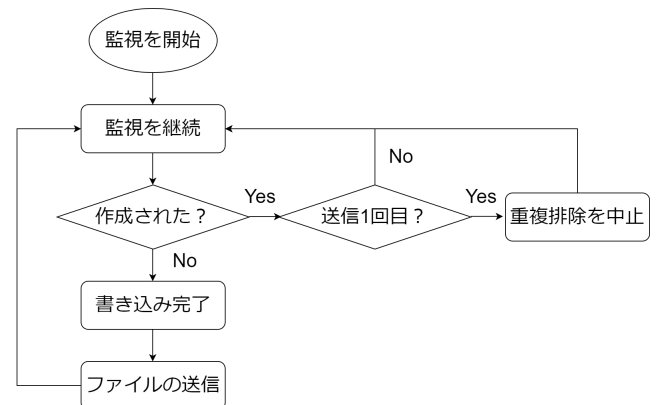 監視を開始
監視を継続
No
作成された？
Yes
送信1回目？
Yes
重複排除を中止
No
書き込み完了
ファイルの送信